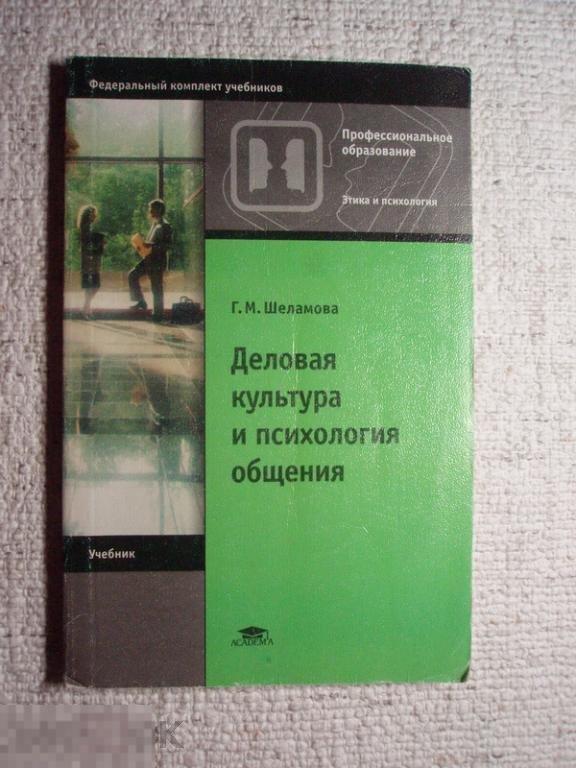 Федеральный комплект учебников
Профессиональное
образование
Этика и психология
Г. М. Шеламова
Деловая
культура
и психология
общения
Учебник
ACADEMA